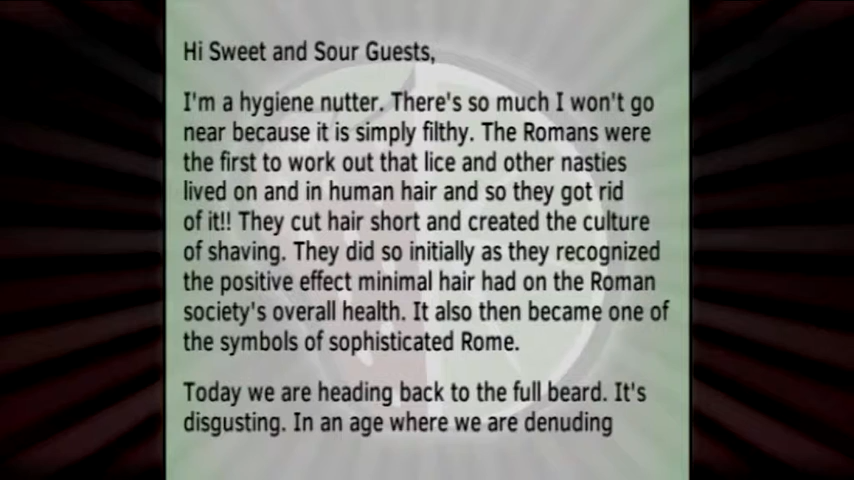 Hi Sweet and Sour Guests,
I'm a hygiene nutter. There's so much I won't go
near because it is simply filthy. The Romans were
the first to work out that lice and other nasties
lived on and in human hair and so they got rid
of it!! They cut hair short and created the culture
of shaving. They did so initially as they recognized
the positive effect minimal hair had on the Roman
society's overall health. It also then became one of
the symbols of sophisticated Rome.
Today we are heading back to the full beard. It's
disgusting. In an age where we are denuding